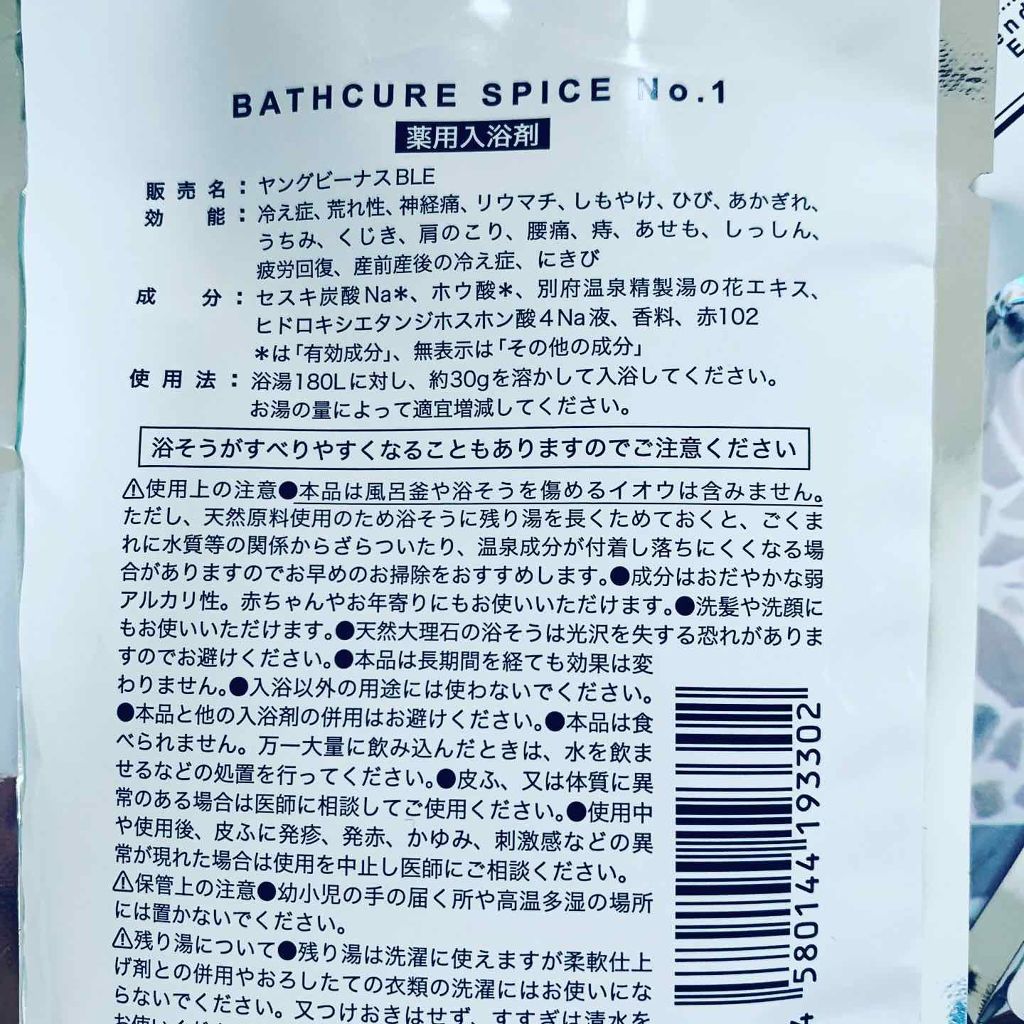 BATHCURE SPICE No.1
薬用入浴剤
販売名：ヤングビーナスBLE
効能：冷え症、荒れ性、神経痛、リウマチ、しもやけ、ひび、あかぎれ、
うちみ、くじき、肩のこり、腰痛、痔、あせも、しっしん、
疲労回復、産前産後の冷え症、にきび
成分：セスキ炭酸Na＊、ホウ酸＊、別府温泉精製湯の花エキス、
ヒドロキシエタンジホスホン酸4Na液、香料、赤102
＊は「有効成分」、無表示は「その他の成分」
使用法：浴湯180Lに対し、約30gを溶かして入浴してください。
お湯の量によって適宜増減してください。
浴そうがすべりやすくなることもありますのでご注意ください
⚠使用上の注意●本品は風呂釜や浴そうを傷めるイオウは含みません。
ただし、天然原料使用のため浴そうに残り湯を長くためておくと、ごくま
れに水質等の関係からざらついたり、温泉成分が付着し落ちにくくなる場
合がありますのでお早めのお掃除をおすすめします。●成分はおだやかな弱
アルカリ性。赤ちゃんやお年寄りにもお使いいただけます。●洗髪や洗顔に
もお使いいただけます。●天然大理石の浴そうは光沢を失する恐れがありま
すのでお避けください。●本品は長期間を経ても効果は変
わりません。●入浴以外の用途には使わないでください。
●本品と他の入浴剤の併用はお避けください。●本品は食
べられません。万一大量に飲み込んだときは、水を飲ま
せるなどの処置を行ってください。●皮ふ、又は体質に異
常のある場合は医師に相談してご使用ください。●使用中
や使用後、皮ふに発疹、発赤、かゆみ、刺激感などの異
常が現れた場合は使用を中止し医師にご相談ください。
⚠保管上の注意●幼小児の手の届く所や高温多湿の場所
には置かないでください。
⚠残り湯について●残り湯は洗濯に使えますが柔軟仕上
げ剤との併用やおろしたての衣類の洗濯にはお使いにな
らないでください。又つけおきはせず、すすぎは清水を
4 580144 193302